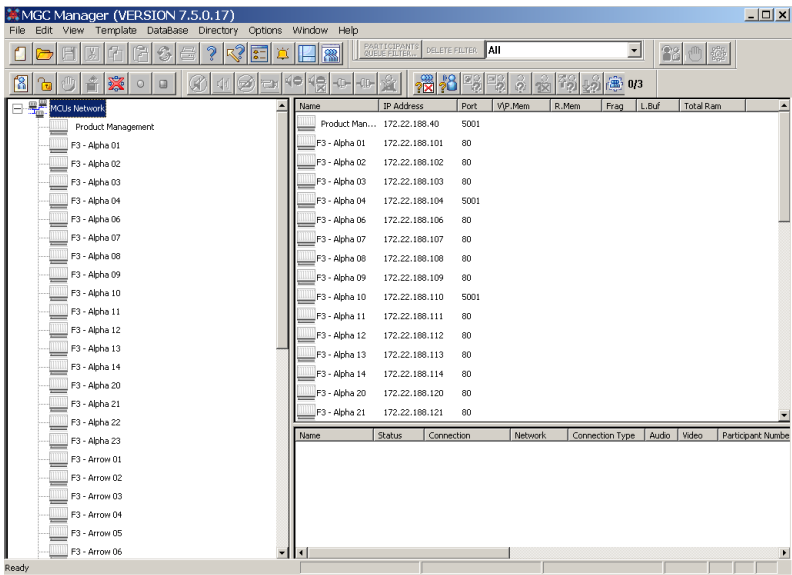 MGC Manager (VERSION 7.5.0.17)
File Edit View Template DataBase Directory Options Window Help
PARTICIPANTS QUEUE FILTER... DELETE FILTER All
0/3
MCUs Network
Product Management
F3 - Alpha 01
F3 - Alpha 02
F3 - Alpha 03
F3 - Alpha 04
F3 - Alpha 06
F3 - Alpha 07
F3 - Alpha 08
F3 - Alpha 09
F3 - Alpha 10
F3 - Alpha 11
F3 - Alpha 12
F3 - Alpha 13
F3 - Alpha 14
F3 - Alpha 20
F3 - Alpha 21
F3 - Alpha 22
F3 - Alpha 23
F3 - Arrow 01
F3 - Arrow 02
F3 - Arrow 03
F3 - Arrow 04
F3 - Arrow 05
F3 - Arrow 06
Name IP Address Port V\P.Mem R.Mem Frag L.Buf Total Ram
Product Man... 172.22.188.40 5001
F3 - Alpha 01 172.22.188.101 80
F3 - Alpha 02 172.22.188.102 80
F3 - Alpha 03 172.22.188.103 80
F3 - Alpha 04 172.22.188.104 5001
F3 - Alpha 06 172.22.188.106 80
F3 - Alpha 07 172.22.188.107 80
F3 - Alpha 08 172.22.188.108 80
F3 - Alpha 09 172.22.188.109 80
F3 - Alpha 10 172.22.188.110 5001
F3 - Alpha 11 172.22.188.111 80
F3 - Alpha 12 172.22.188.112 80
F3 - Alpha 13 172.22.188.113 80
F3 - Alpha 14 172.22.188.114 80
F3 - Alpha 20 172.22.188.120 80
F3 - Alpha 21 172.22.188.121 80
Name Status Connection Network Connection Type Audio Video Participant Numbe
Ready